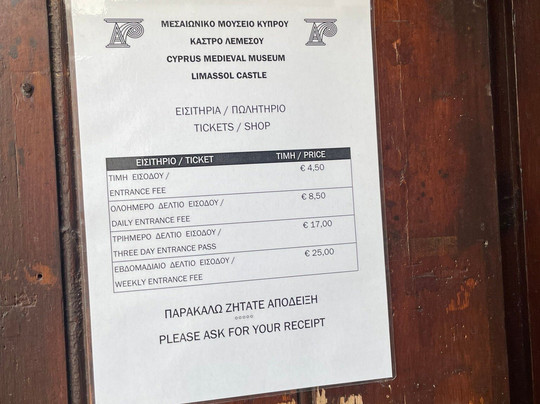 ΜΕΣΑΙΩΝΙΚΟ ΜΟΥΣΕΙΟ ΚΥΠΡΟΥ
ΚΑΣΤΡΟ ΛΕΜΕΣΟΥ
CYPRUS MEDIEVAL MUSEUM
LIMASSOL CASTLE
ΕΙΣΙΤΗΡΙΑ / ΠΩΛΗΤΗΡΙΟ
TICKETS / SHOP
ΕΙΣΙΤΗΡΙΟ / TICKET ΤΙΜΗ / PRICE
ΤΙΜΗ ΕΙΣΟΔΟΥ / € 4,50
ENTRANCE FEE
ΟΛΟΗΜΕΡΟ ΔΕΛΤΙΟ ΕΙΣΟΔΟΥ / € 8,50
DAILY ENTRANCE FEE
ΤΡΙΗΜΕΡΟ ΔΕΛΤΙΟ ΕΙΣΟΔΟΥ / € 17,00
THREE DAY ENTRANCE PASS
ΕΒΔΟΜΑΔΙΑΙΟ ΔΕΛΤΙΟ ΕΙΣΟΔΟΥ / € 25,00
WEEKLY ENTRANCE FEE
ΠΑΡΑΚΑΛΩ ΖΗΤΑΤΕ ΑΠΟΔΕΙΞΗ
*****
PLEASE ASK FOR YOUR RECEIPT